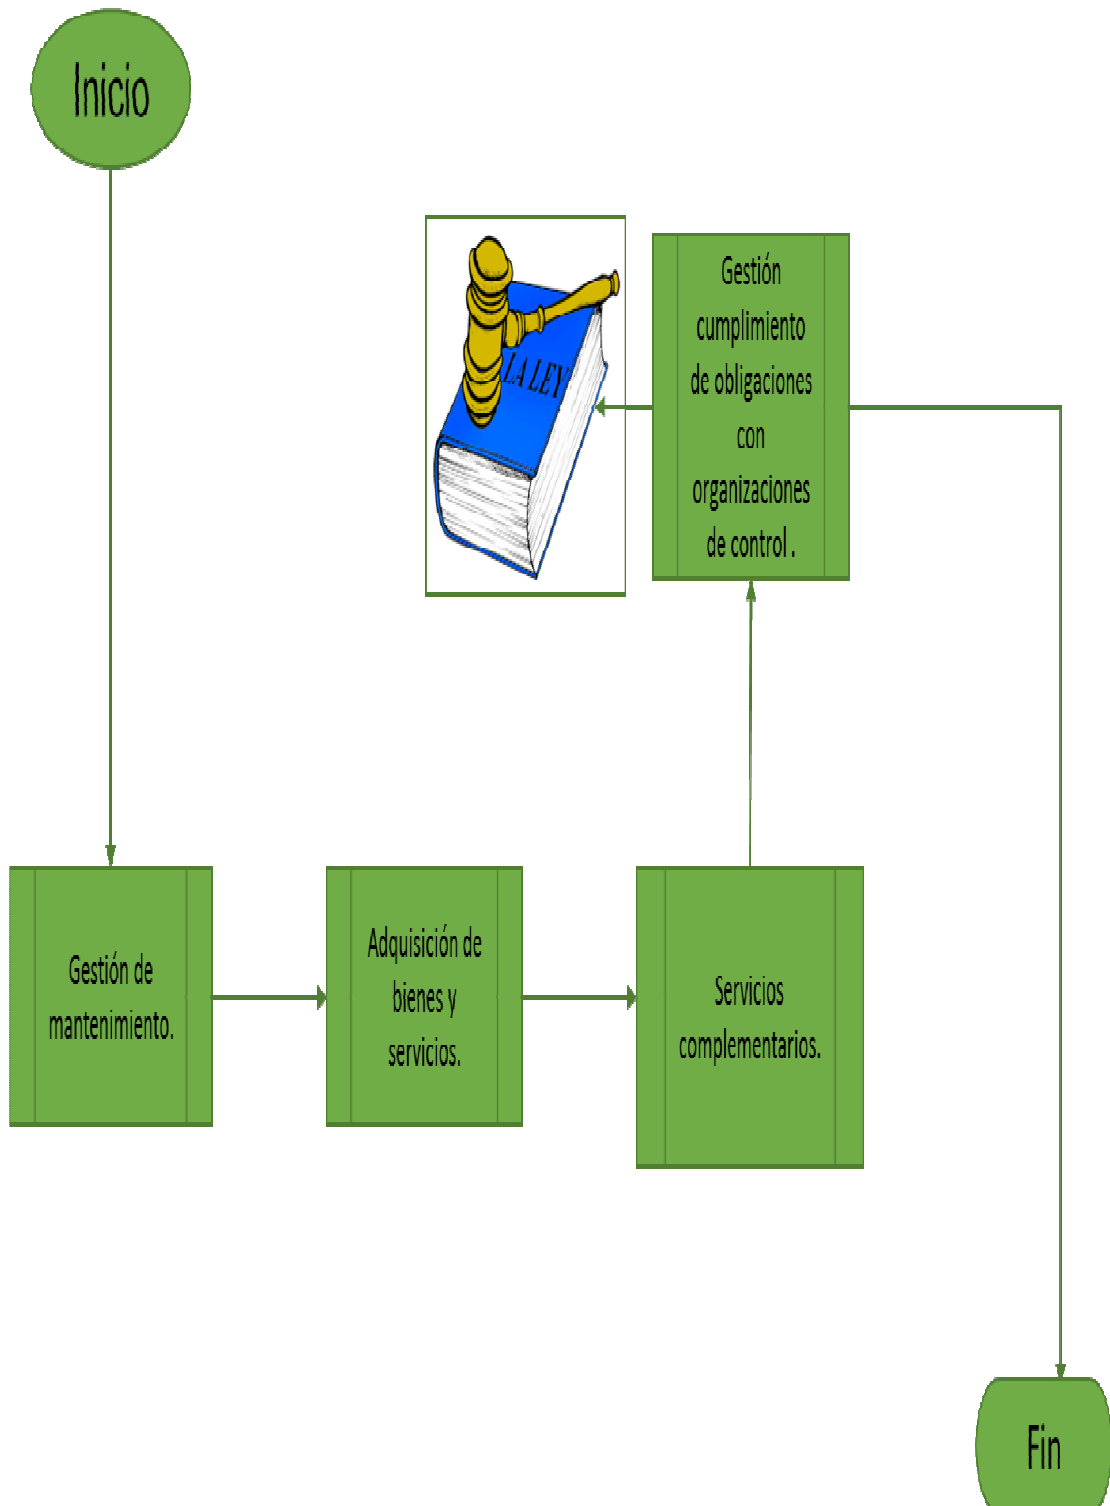 Inicio
LA LEY
Gestión
cumplimiento
de obligaciones
con
organizaciones
de control .
Gestión de
mantenimiento.
Adquisición de
bienes y
servicios.
Servicios
complementarios.
Fin